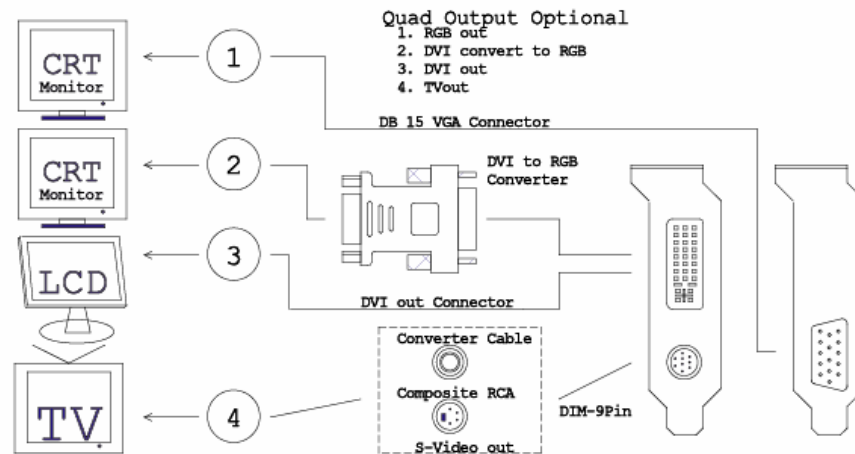 Quad Output Optional
1. RGB out
2. DVI convert to RGB
3. DVI out
4. TVout
CRT
Monitor
1
DB 15 VGA Connector
CRT
Monitor
2
DVI to RGB
Converter
LCD
3
DVI out Connector
Converter Cable
TV
4
Composite RCA
DIM-9Pin
S-Video out